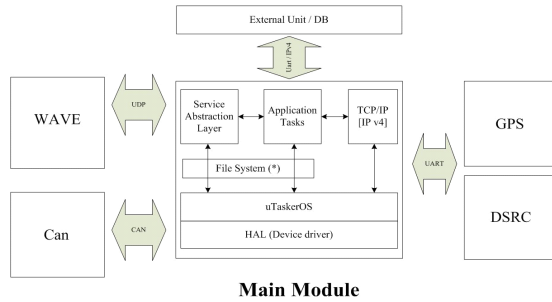 External Unit / DB
Uart / IPv4
WAVE
UDP
Service
Abstraction
Layer
Application
Tasks
TCP/IP
[IP v4]
GPS
UART
File System (*)
Can
CAN
uTaskerOS
DSRC
HAL (Device driver)
Main Module